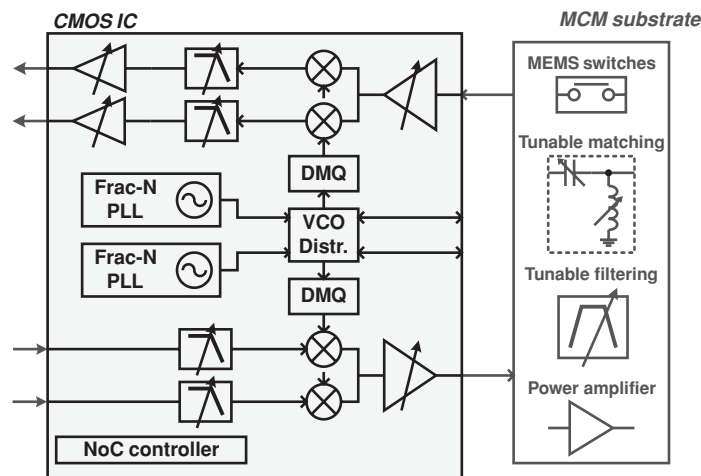 CMOS IC
MCM substrate
MEMS switches
Tunable matching
DMQ
Frac-N
PLL
VCO
Distr.
Frac-N
PLL
Tunable filtering
DMQ
Power amplifier
NoC controller